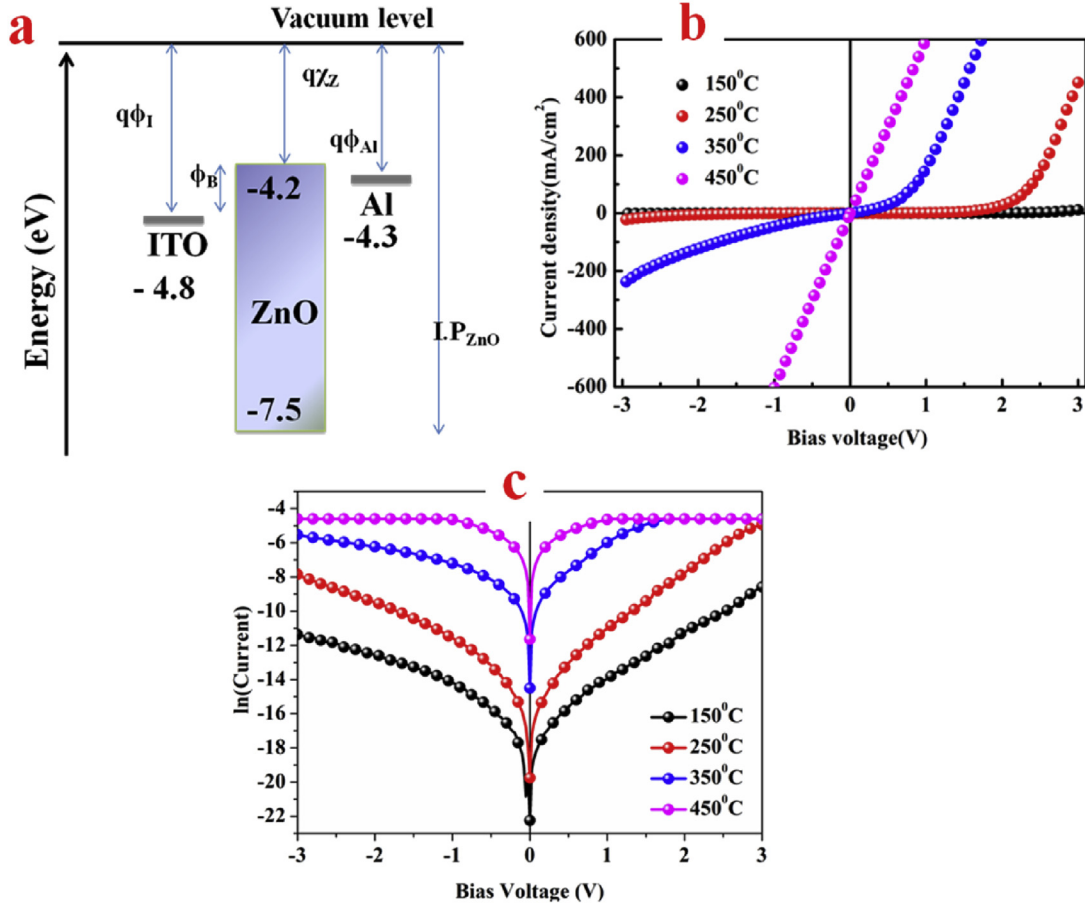 a
Vacuum level
Energy (eV)
qϕI
qχZ
qϕAl
ϕB
-4.2
ITO
- 4.8
Al
-4.3
ZnO
I.PZnO
-7.5
b
150⁰C
250⁰C
350⁰C
450⁰C
Current density(mA/cm²)
600
400
200
0
-200
-400
-600
-3 -2 -1 0 1 2 3
Bias voltage(V)
c
ln(Current)
-4
-6
-8
-10
-12
-14
-16
-18
-20
-22
150⁰C
250⁰C
350⁰C
450⁰C
-3 -2 -1 0 1 2 3
Bias Voltage (V)